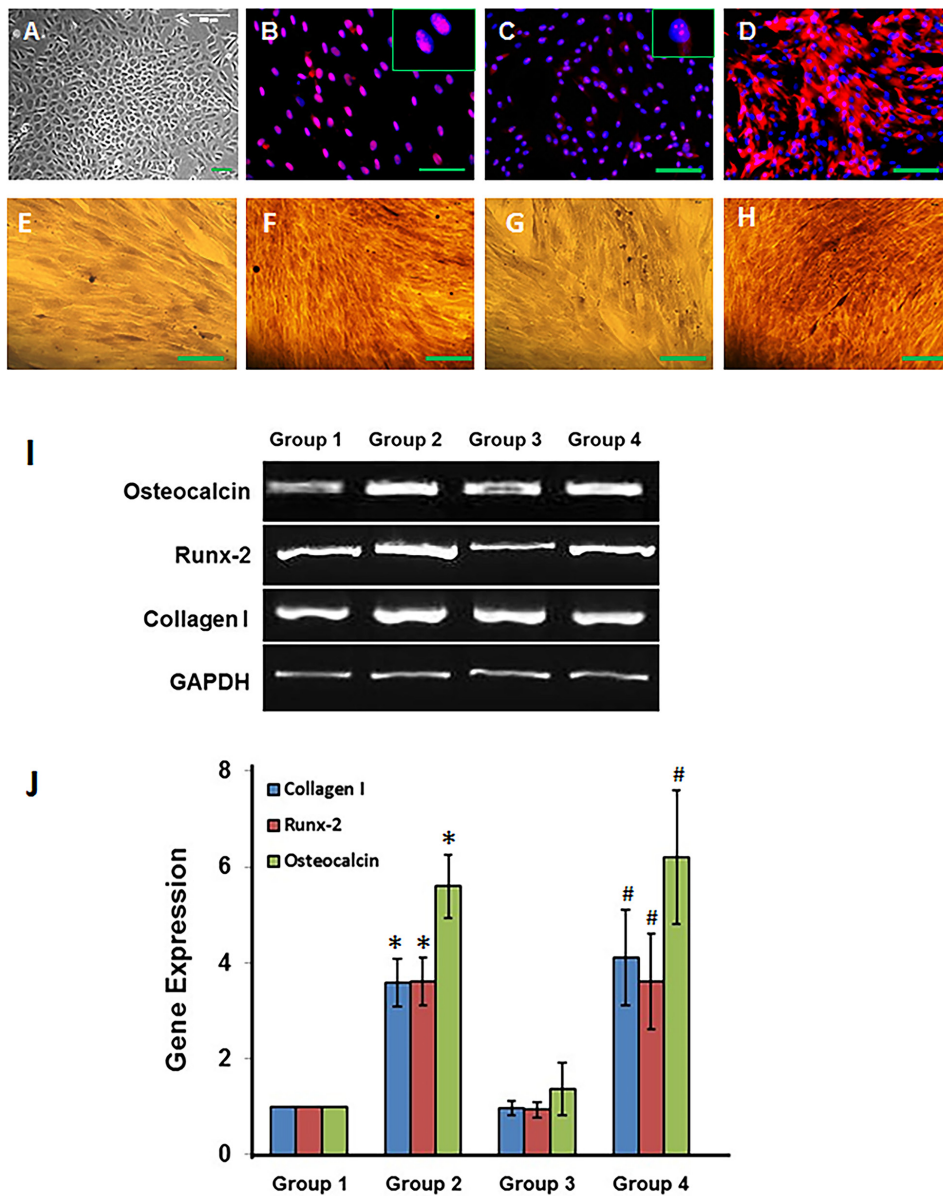 A
B
C
D
E
F
G
H
I
Group 1 Group 2 Group 3 Group 4
Osteocalcin
Runx-2
Collagen I
GAPDH
J
Gene Expression
8
6
4
2
0
Collagen I
Runx-2
Osteocalcin
* * *
# # #
Group 1 Group 2 Group 3 Group 4